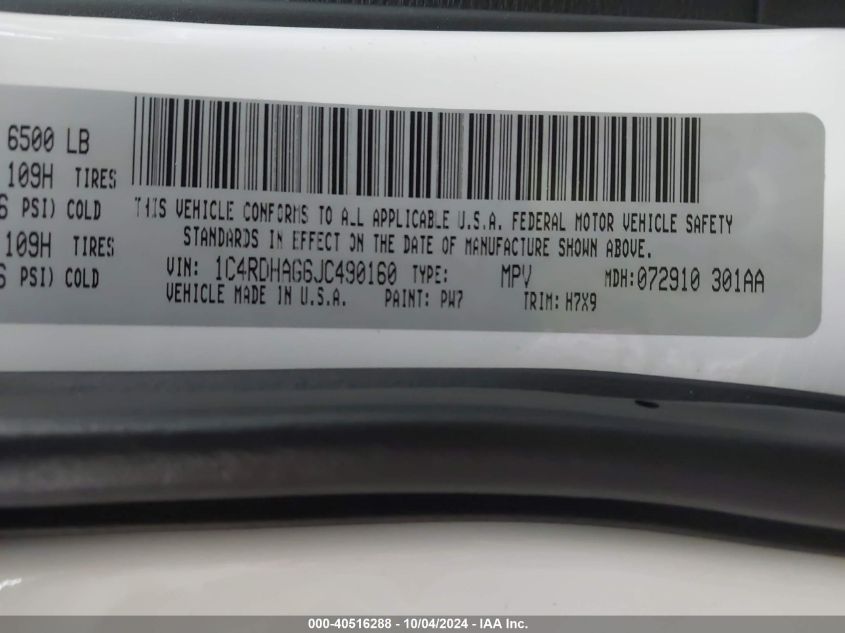 6500 LB
109H TIRES
6 PSI) COLD
109H TIRES
6 PSI) COLD
THIS VEHICLE CONFORMS TO ALL APPLICABLE U.S.A. FEDERAL MOTOR VEHICLE SAFETY
STANDARDS IN EFFECT ON THE DATE OF MANUFACTURE SHOWN ABOVE.
VIN: 1C4RDHAG6JC490160 TYPE: MPV MDH:072910 301AA
VEHICLE MADE IN U.S.A. PAINT: PW7 TRIM: H7X9
000-40516288 - 10/04/2024 - IAA Inc.